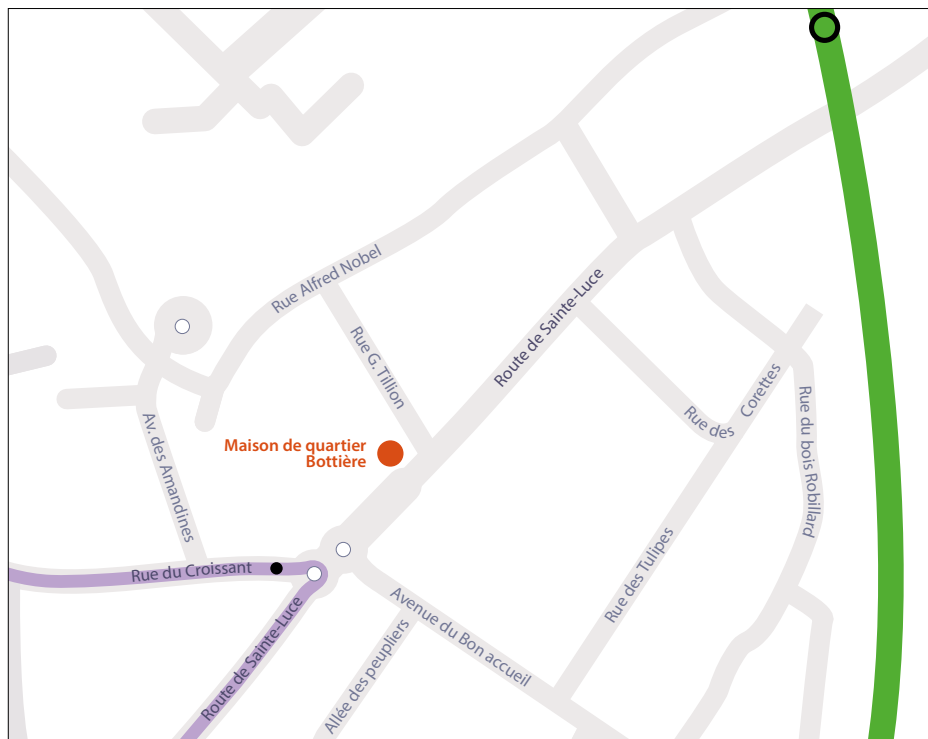 Rue Alfred Nobel
Route de Sainte-Luce
Rue G. Tillion
Corettes
Rue des
Rue du bois Robillard
Av. des Amandines
Maison de quartier
Bottière
Rue du Croissant
Rue des Tulipes
Avenue du Bon accueil
Route de Sainte-Luce
Allée des peupliers